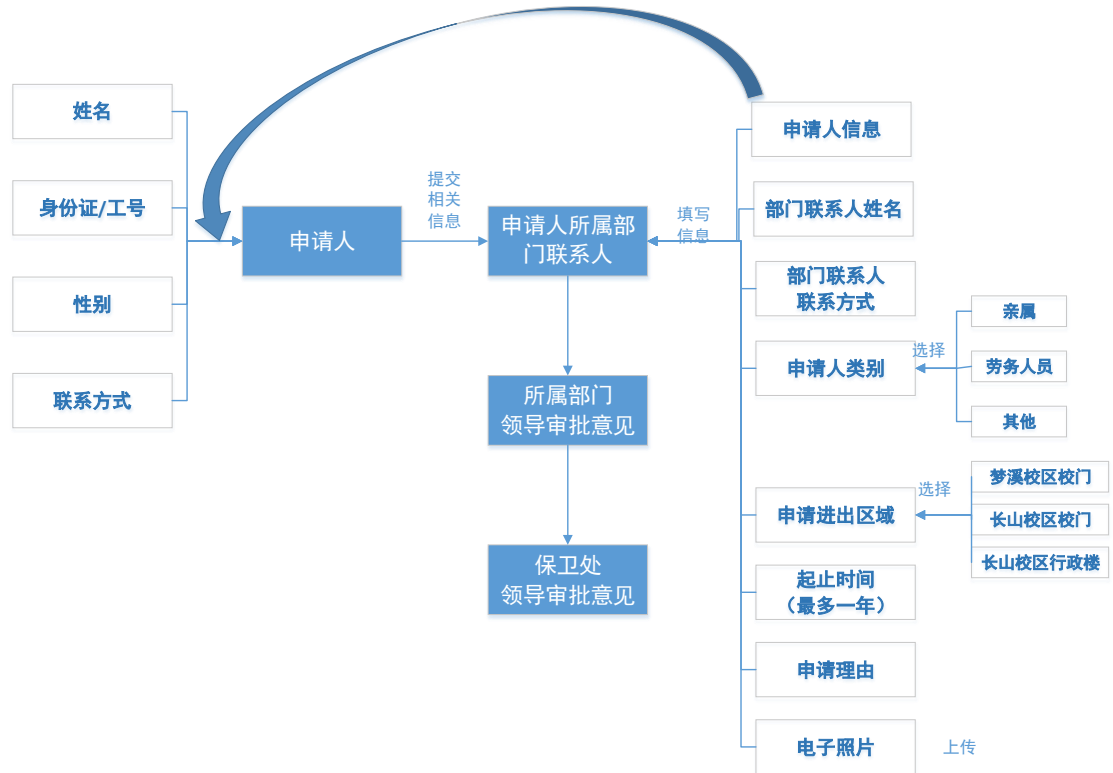 姓名
身份证/工号
性别
联系方式
申请人
提交
相关
信息
申请人所属部
门联系人
所属部门
领导审批意见
保卫处
领导审批意见
填写
信息
申请人信息
部门联系人姓名
部门联系人
联系方式
申请人类别
选择
亲属
劳务人员
其他
申请进出区域
选择
梦溪校区校门
长山校区校门
长山校区行政楼
起止时间
（最多一年）
申请理由
电子照片
上传